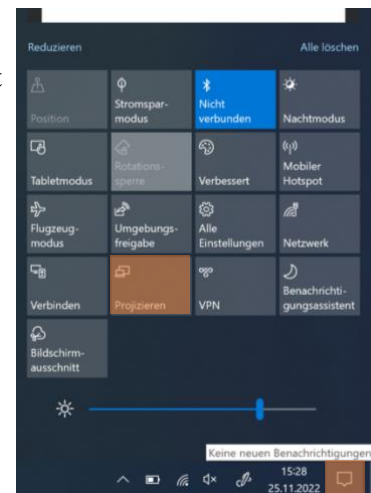 Reduzieren Alle löschen
Position
Stromspar-
modus
Nicht
verbunden
Nachtmodus
Tabletmodus
Rotations-
sperre
Verbessert
Mobiler
Hotspot
Flugzeug-
modus
Umgebungs-
freigabe
Alle
Einstellungen
Netzwerk
Verbinden
Projizieren
VPN
Benachrichti-
gungsassistent
Bildschirm-
ausschnitt
Keine neuen Benachrichtigungen
15:28
25.11.2022